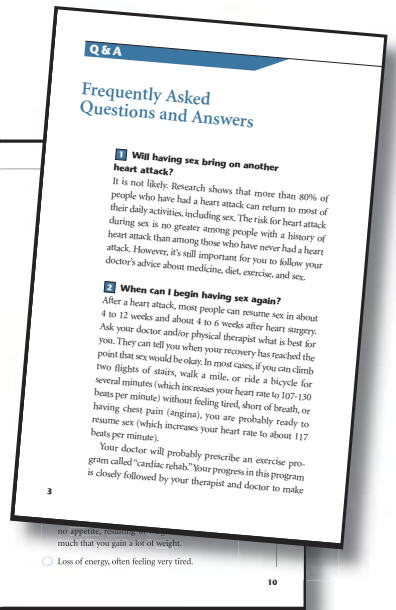 Q & A
Frequently Asked
Questions and Answers
1 Will having sex bring on another
heart attack?
It is not likely. Research shows that more than 80% of
people who have had a heart attack can return to most of
their daily activities, including sex. The risk for heart attack
during sex is no greater among people with a history of
heart attack than among those who have never had a heart
attack. However, it's still important for you to follow your
doctor's advice about medicine, diet, exercise, and sex.
2 When can I begin having sex again?
After a heart attack, most people can resume sex in about
4 to 12 weeks and about 4 to 6 weeks after heart surgery.
Ask your doctor and/or physical therapist what is best for
you. They can tell you when your recovery has reached the
point that sex would be okay. In most cases, if you can climb
two flights of stairs, walk a mile, or ride a bicycle for
several minutes (which increases your heart rate to 107-130
beats per minute) without feeling tired, short of breath, or
having chest pain (angina), you are probably ready to
resume sex (which increases your heart rate to about 117
beats per minute).
Your doctor will probably prescribe an exercise pro-
gram called "cardiac rehab." Your progress in this program
is closely followed by your therapist and doctor to make
3
no appetite,
much that you gain a lot of weight.
Loss of energy, often feeling very tired.
10